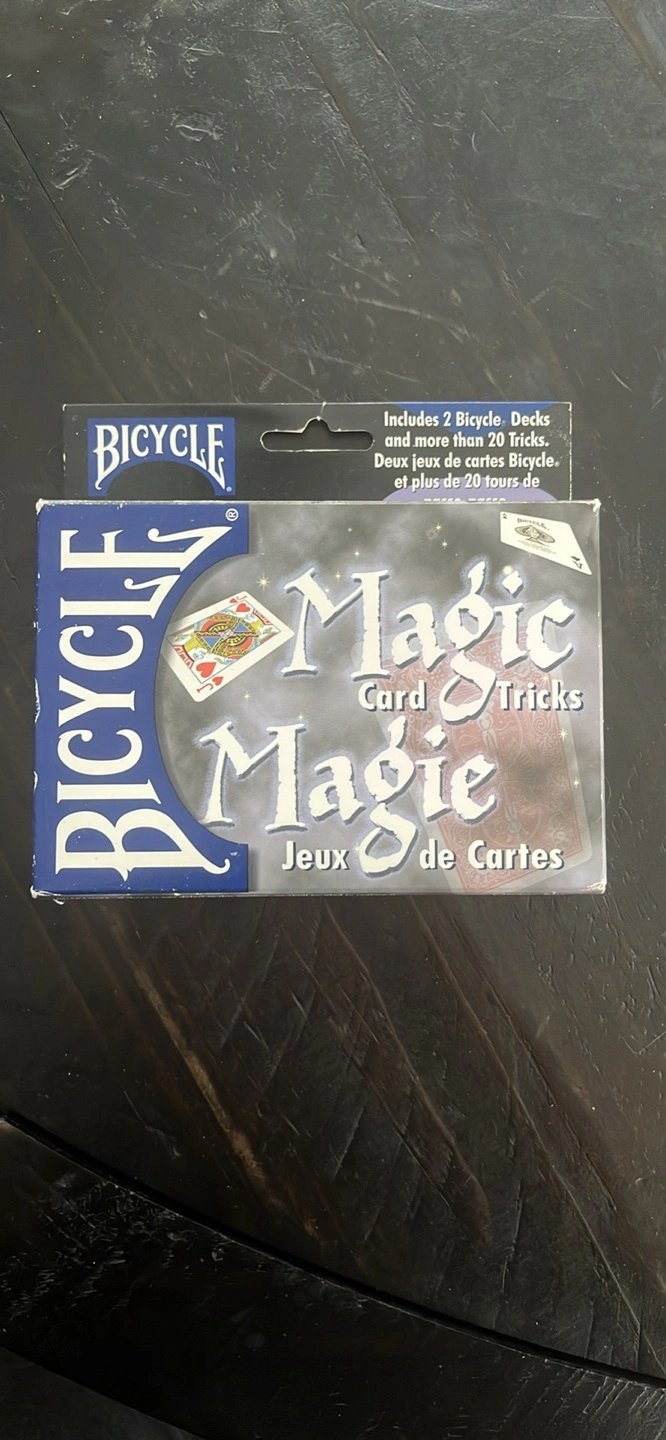 BICYCLE
Includes 2 Bicycle® Decks
and more than 20 Tricks.
Deux jeux de cartes Bicycle®
et plus de 20 tours de
BICYCLE®
Magic
Card Tricks
Magie
Jeux de Cartes
J
J
BICYCLE